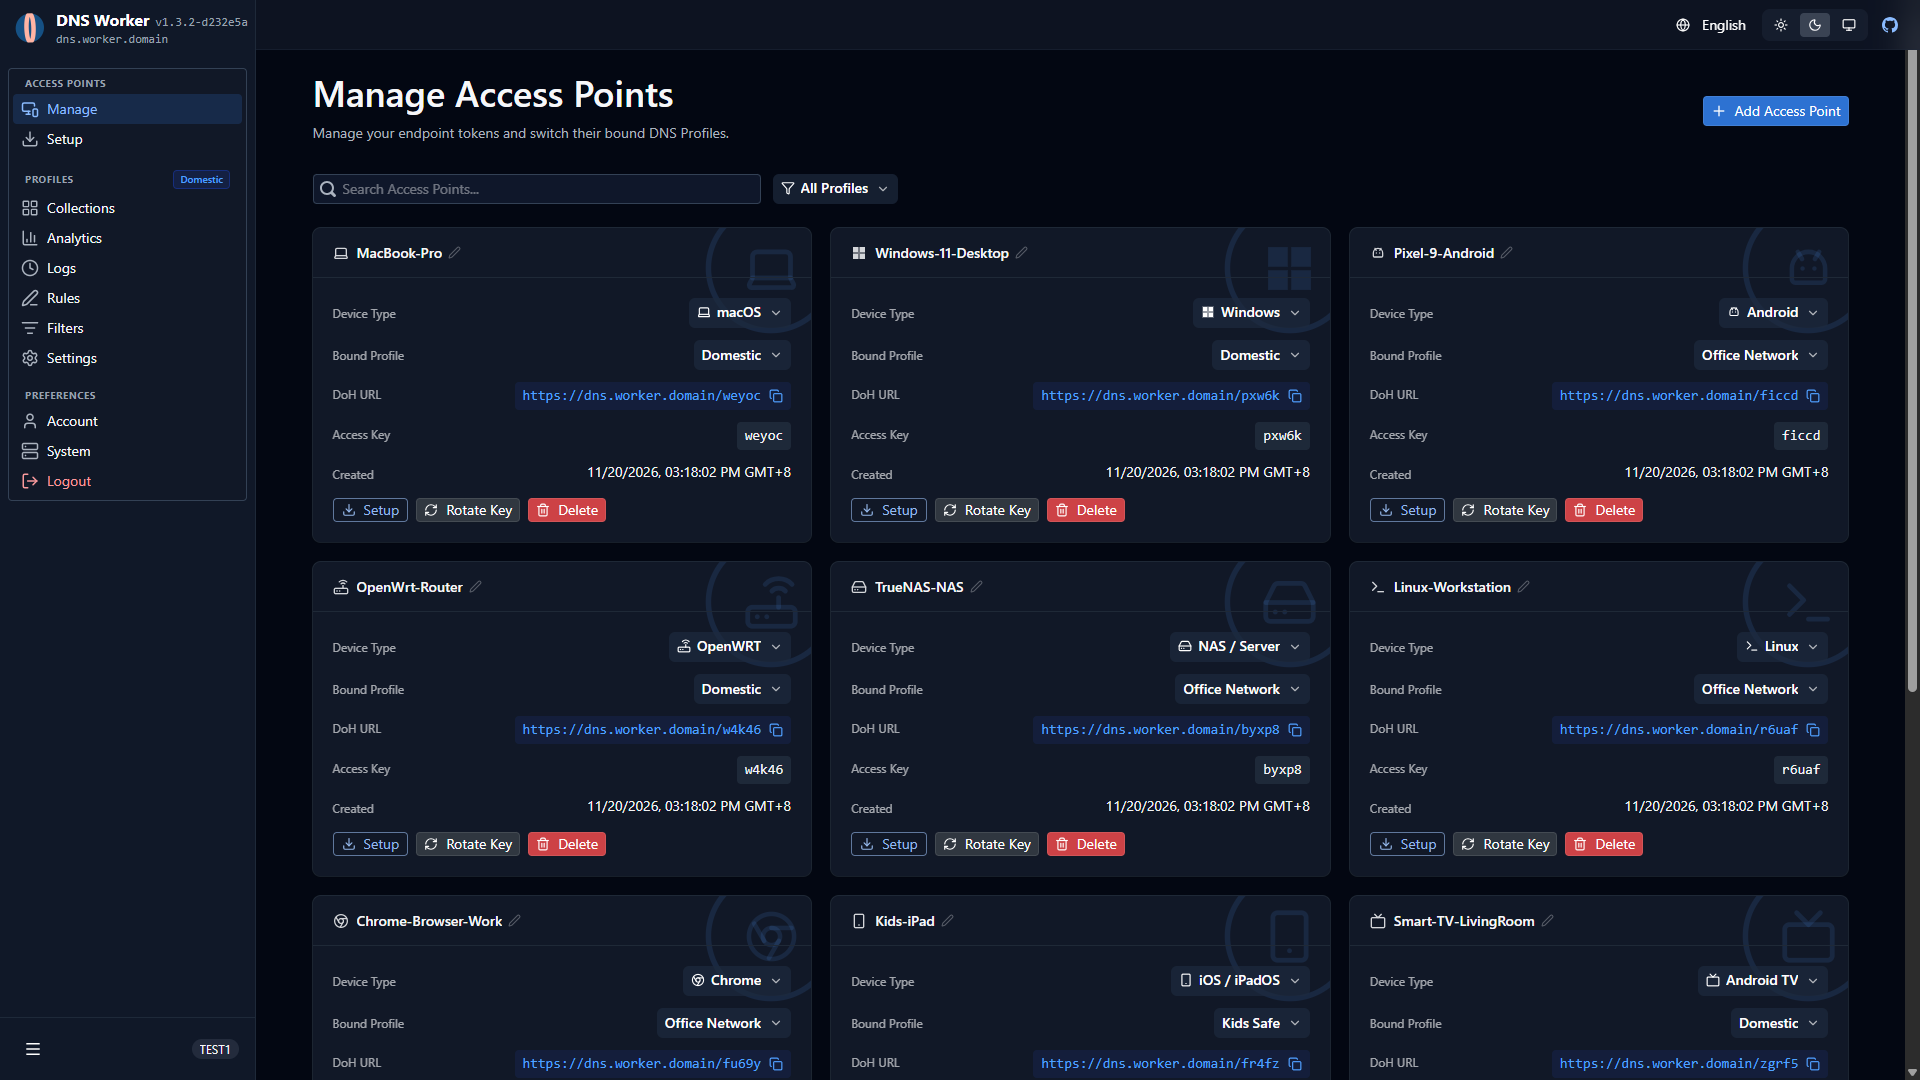 DNS Worker v1.3.2-d232e5a
dns.worker.domain
English
ACCESS POINTS
Manage
Setup
PROFILES Domestic
Collections
Analytics
Logs
Rules
Filters
Settings
PREFERENCES
Account
System
Logout
TEST1
Manage Access Points
Manage your endpoint tokens and switch their bound DNS Profiles.
+ Add Access Point
Search Access Points...
All Profiles
MacBook-Pro
Device Type macOS
Bound Profile Domestic
DoH URL https://dns.worker.domain/weyoc
Access Key weyoc
Created 11/20/2026, 03:18:02 PM GMT+8
Setup Rotate Key Delete
Windows-11-Desktop
Device Type Windows
Bound Profile Domestic
DoH URL https://dns.worker.domain/pxw6k
Access Key pxw6k
Created 11/20/2026, 03:18:02 PM GMT+8
Setup Rotate Key Delete
Pixel-9-Android
Device Type Android
Bound Profile Office Network
DoH URL https://dns.worker.domain/ficcd
Access Key ficcd
Created 11/20/2026, 03:18:02 PM GMT+8
Setup Rotate Key Delete
OpenWrt-Router
Device Type OpenWRT
Bound Profile Domestic
DoH URL https://dns.worker.domain/w4k46
Access Key w4k46
Created 11/20/2026, 03:18:02 PM GMT+8
Setup Rotate Key Delete
TrueNAS-NAS
Device Type NAS / Server
Bound Profile Office Network
DoH URL https://dns.worker.domain/byxp8
Access Key byxp8
Created 11/20/2026, 03:18:02 PM GMT+8
Setup Rotate Key Delete
Linux-Workstation
Device Type Linux
Bound Profile Office Network
DoH URL https://dns.worker.domain/r6uaf
Access Key r6uaf
Created 11/20/2026, 03:18:02 PM GMT+8
Setup Rotate Key Delete
Chrome-Browser-Work
Device Type Chrome
Bound Profile Office Network
DoH URL https://dns.worker.domain/fu69y
Kids-iPad
Device Type iOS / iPadOS
Bound Profile Kids Safe
DoH URL https://dns.worker.domain/fr4fz
Smart-TV-LivingRoom
Device Type Android TV
Bound Profile Domestic
DoH URL https://dns.worker.domain/zgrf5